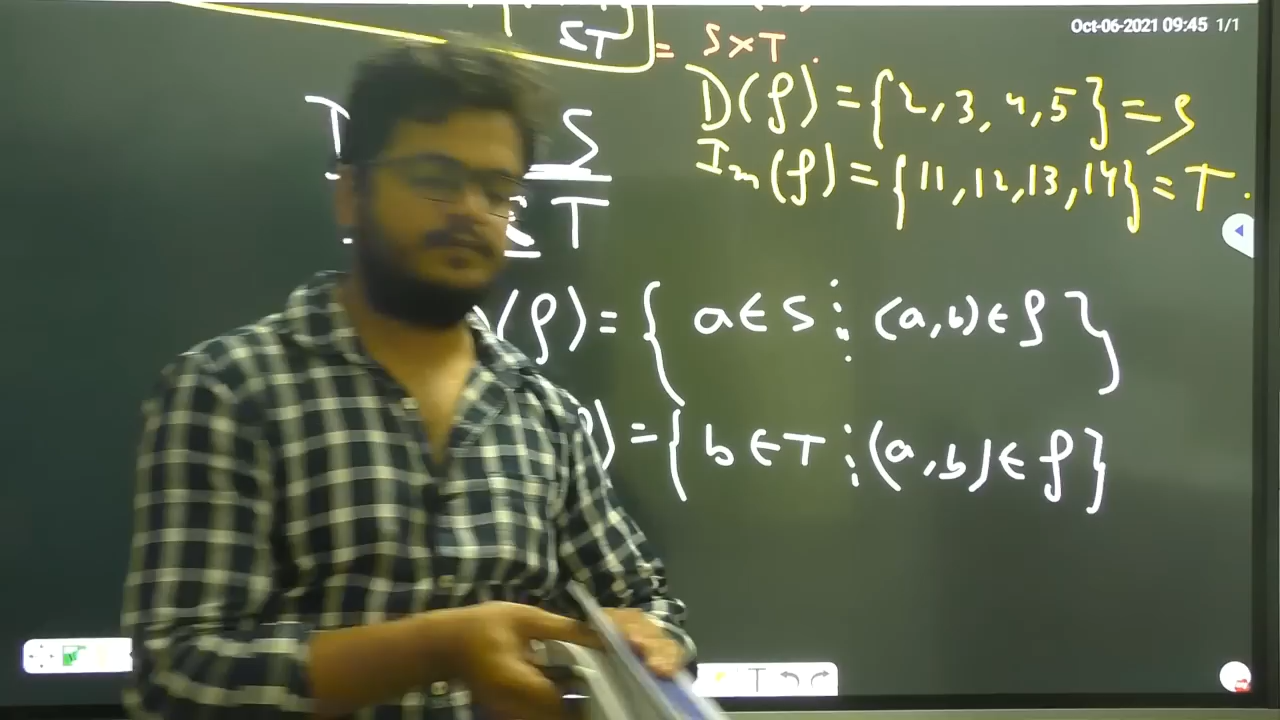 Oct-06-2021 09:45 1/1
ST
= S×T.
D(ρ) = {2, 3, 4, 5} = S
Im(ρ) = {11, 12, 13, 14} = T.
S
T
(ρ) = { a ∈ S : (a, b) ∈ ρ }
) = { b ∈ T : (a, b) ∈ ρ }
T